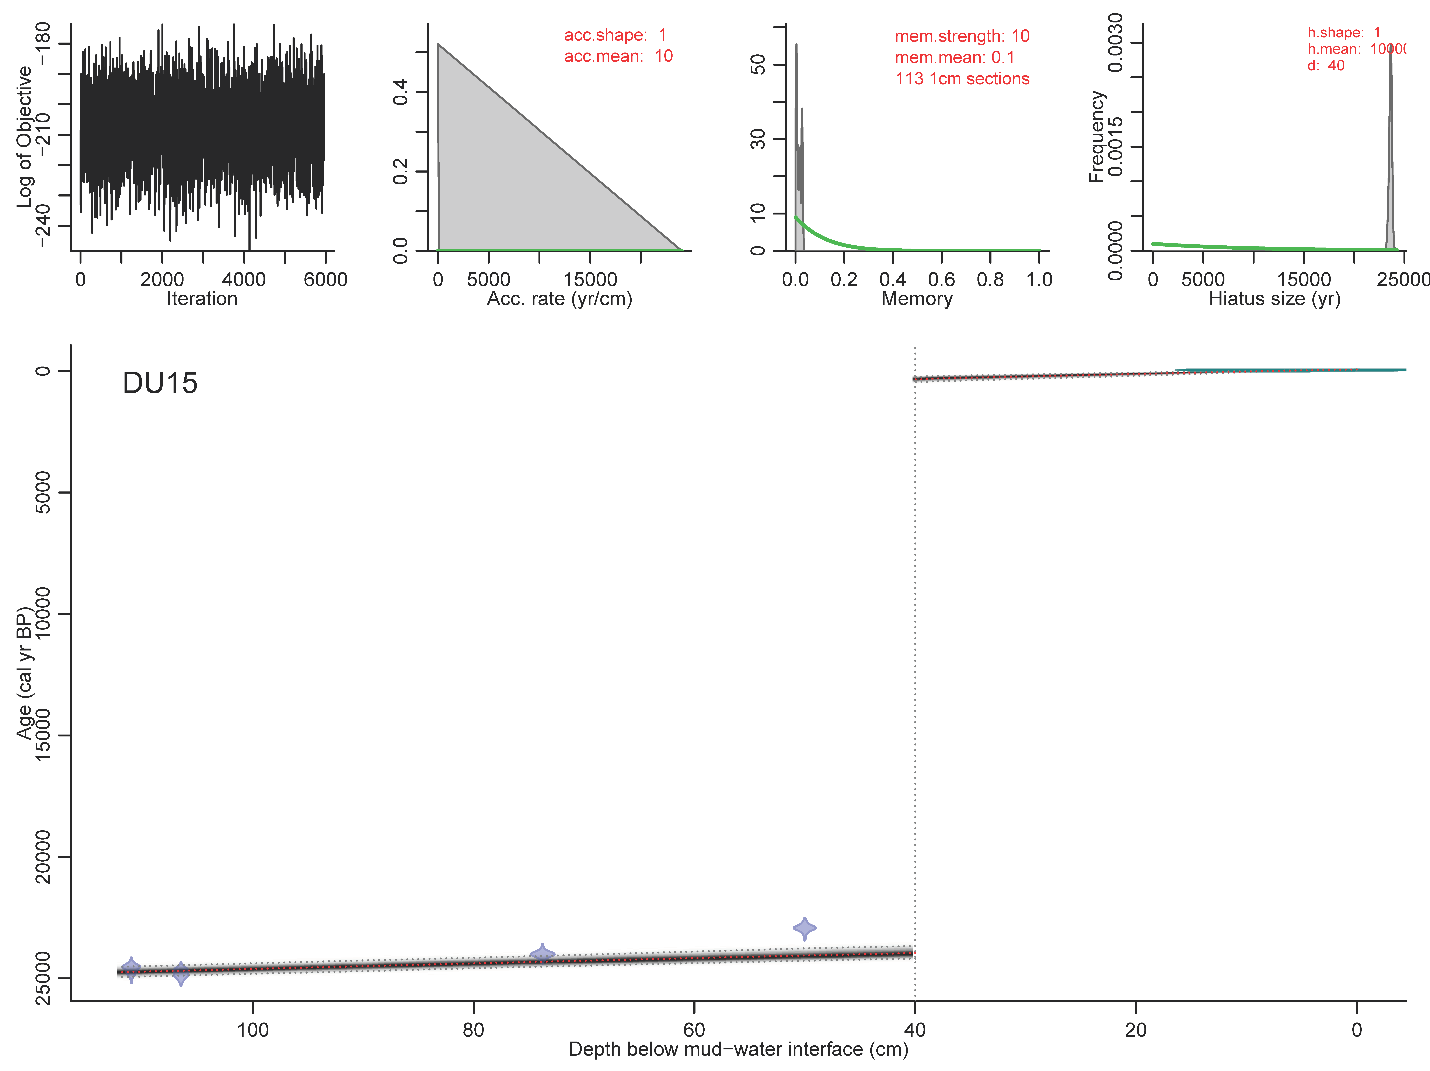 Log of Objective
−180
−210
−240
0
2000
4000
6000
Iteration
acc.shape: 1
acc.mean: 10
0.4
0.2
0.0
0
5000
15000
Acc. rate (yr/cm)
mem.strength: 10
mem.mean: 0.1
113 1cm sections
50
30
10
0
0.0
0.2
0.4
0.6
0.8
1.0
Memory
h.shape: 1
h.mean: 10000
d: 40
Frequency
0.0030
0.0015
0.0000
0
5000
15000
25000
Hiatus size (yr)
DU15
Age (cal yr BP)
0
5000
10000
15000
20000
25000
100
80
60
40
20
0
Depth below mud−water interface (cm)